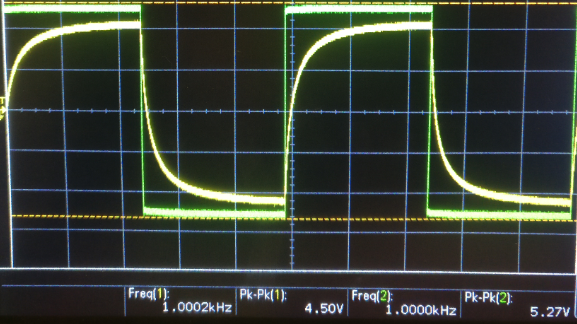 Freq(1): Pk-Pk(1): Freq(2): Pk-Pk(2):
1.0002kHz 4.50V 1.0000kHz 5.27V